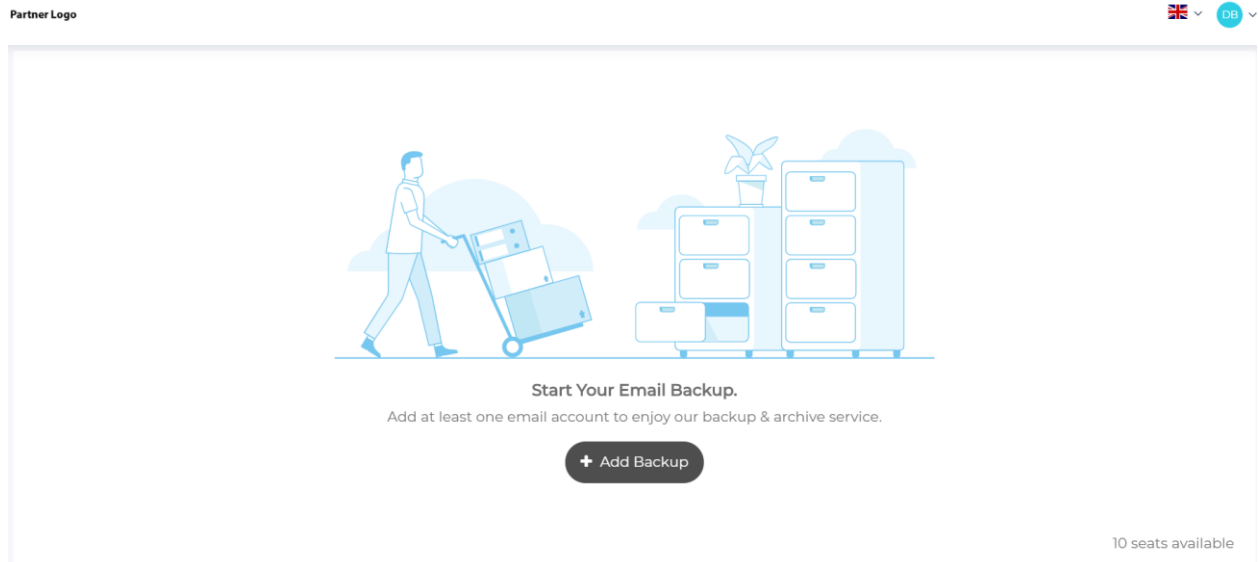 Partner Logo
DB
Start Your Email Backup.
Add at least one email account to enjoy our backup & archive service.
+ Add Backup
10 seats available